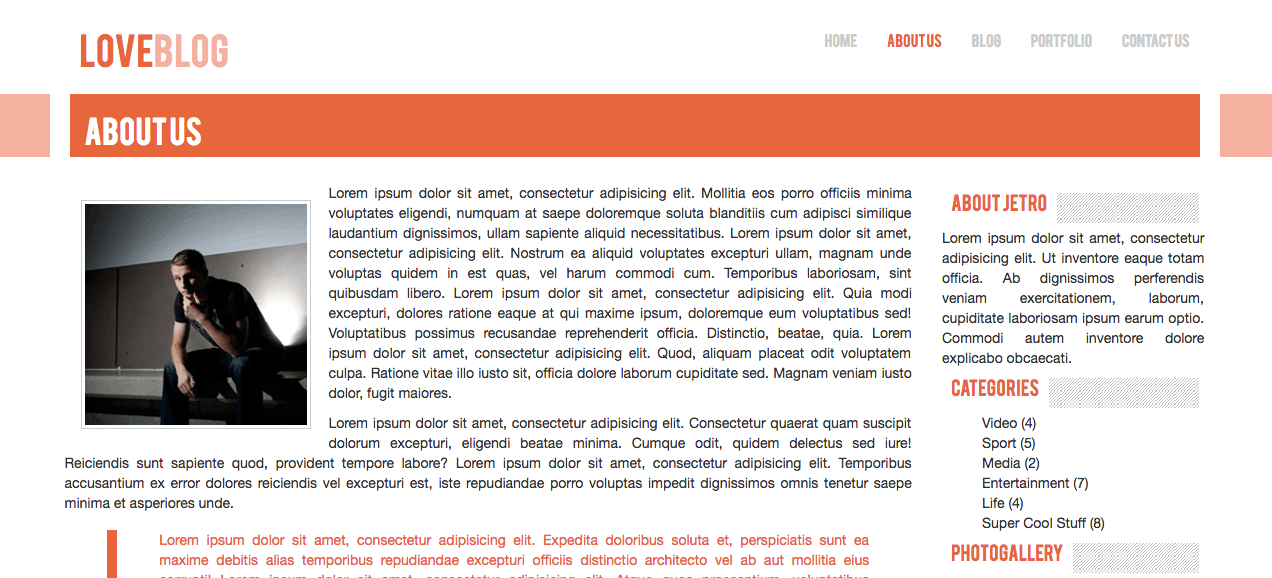 LOVEBLOG
HOME ABOUT US BLOG PORTFOLIO CONTACT US
ABOUT US
Lorem ipsum dolor sit amet, consectetur adipisicing elit. Mollitia eos porro officiis minima
voluptates eligendi, numquam at saepe doloremque soluta blanditiis cum adipisci similique
laudantium dignissimos, ullam sapiente aliquid necessitatibus. Lorem ipsum dolor sit amet,
consectetur adipisicing elit. Nostrum ea aliquid voluptates excepturi ullam, magnam unde
voluptas quidem in est quas, vel harum commodi cum. Temporibus laboriosam, sint
quibusdam libero. Lorem ipsum dolor sit amet, consectetur adipisicing elit. Quia modi
excepturi, dolores ratione eaque at qui maxime ipsum, doloremque eum voluptatibus sed!
Voluptatibus possimus recusandae reprehenderit officia. Distinctio, beatae, quia. Lorem
ipsum dolor sit amet, consectetur adipisicing elit. Quod, aliquam placeat odit voluptatem
culpa. Ratione vitae illo iusto sit, officia dolore laborum cupiditate sed. Magnam veniam iusto
dolor, fugit maiores.
Lorem ipsum dolor sit amet, consectetur adipisicing elit. Consectetur quaerat quam suscipit
dolorum excepturi, eligendi beatae minima. Cumque odit, quidem delectus sed iure!
Reiciendis sunt sapiente quod, provident tempore labore? Lorem ipsum dolor sit amet, consectetur adipisicing elit. Temporibus
accusantium ex error dolores reiciendis vel excepturi est, iste repudiandae porro voluptas impedit dignissimos omnis tenetur saepe
minima et asperiores unde.
Lorem ipsum dolor sit amet, consectetur adipisicing elit. Expedita doloribus soluta et, perspiciatis sunt ea
maxime debitis alias temporibus repudiandae excepturi officiis distinctio architecto vel ab aut mollitia eius
corrupti! Lorem ipsum dolor sit amet, consectetur adipisicing elit. Atque quas praesentium, voluptatibus
ABOUT JETRO
Lorem ipsum dolor sit amet, consectetur
adipisicing elit. Ut inventore eaque totam
officia. Ab dignissimos perferendis
veniam exercitationem, laborum,
cupiditate laboriosam ipsum earum optio.
Commodi autem inventore dolore
explicabo obcaecati.
CATEGORIES
Video (4)
Sport (5)
Media (2)
Entertainment (7)
Life (4)
Super Cool Stuff (8)
PHOTOGALLERY